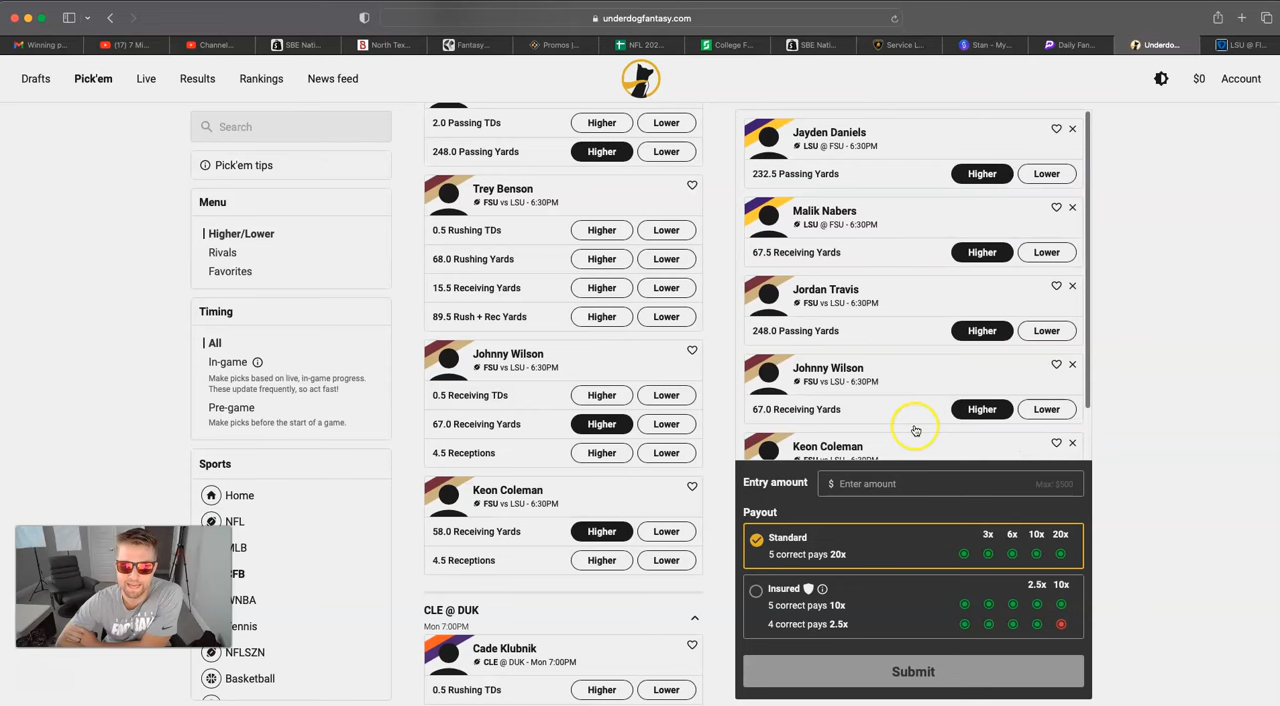 underdogfantasy.com
Winning p...
(17) 7 Mi...
Channel...
SBE Nati...
North Tex...
Fantasy...
Promos |...
NFL 202...
College F...
SBE Nati...
Service L...
Stan - My...
Daily Fan...
Underdo...
LSU @ Fl...
Drafts Pick'em Live Results Rankings News feed
$0 Account
Search
Pick'em tips
Menu
Higher/Lower
Rivals
Favorites
Timing
All
In-game
Make picks based on live, in-game progress.
These update frequently, so act fast!
Pre-game
Make picks before the start of a game.
Sports
Home
NFL
MLB
CFB
WNBA
ennis
NFLSZN
Basketball
2.0 Passing TDs Higher Lower
248.0 Passing Yards Higher Lower
Trey Benson
FSU vs LSU - 6:30PM
0.5 Rushing TDs Higher Lower
68.0 Rushing Yards Higher Lower
15.5 Receiving Yards Higher Lower
89.5 Rush + Rec Yards Higher Lower
Johnny Wilson
FSU vs LSU - 6:30PM
0.5 Receiving TDs Higher Lower
67.0 Receiving Yards Higher Lower
4.5 Receptions Higher Lower
Keon Coleman
FSU vs LSU - 6:30PM
58.0 Receiving Yards Higher Lower
4.5 Receptions Higher Lower
CLE @ DUK
Mon 7:00PM
Cade Klubnik
CLE @ DUK - Mon 7:00PM
0.5 Rushing TDs Higher Lower
Jayden Daniels
LSU @ FSU - 6:30PM
232.5 Passing Yards Higher Lower
Malik Nabers
LSU @ FSU - 6:30PM
67.5 Receiving Yards Higher Lower
Jordan Travis
FSU vs LSU - 6:30PM
248.0 Passing Yards Higher Lower
Johnny Wilson
FSU vs LSU - 6:30PM
67.0 Receiving Yards Higher Lower
Keon Coleman
FSU vs LSU - 6:30PM
Entry amount $ Enter amount Max: $500
Payout
Standard 3x 6x 10x 20x
5 correct pays 20x
Insured 2.5x 10x
5 correct pays 10x
4 correct pays 2.5x
Submit